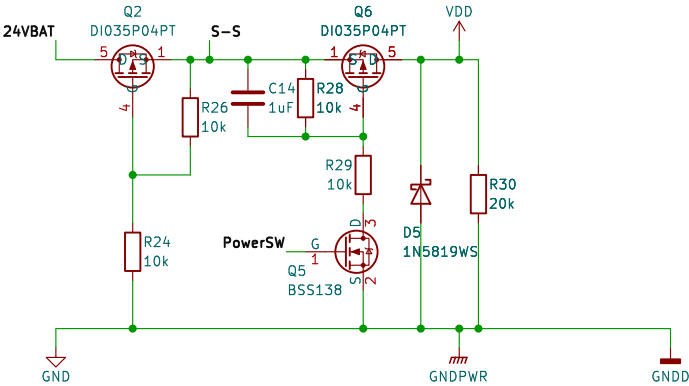 Q2
DI035P04PT
Q6
DI035P04PT
VDD
24VBAT
S-S
5
D
S
1
G
4
1
S
D
5
G
4
C14
1uF
R28
10k
R26
10k
R29
10k
R30
20k
R24
10k
PowerSW
G
1
D
3
Q5
BSS138
S
2
D5
1N5819WS
GND
GNDPWR
GNDD